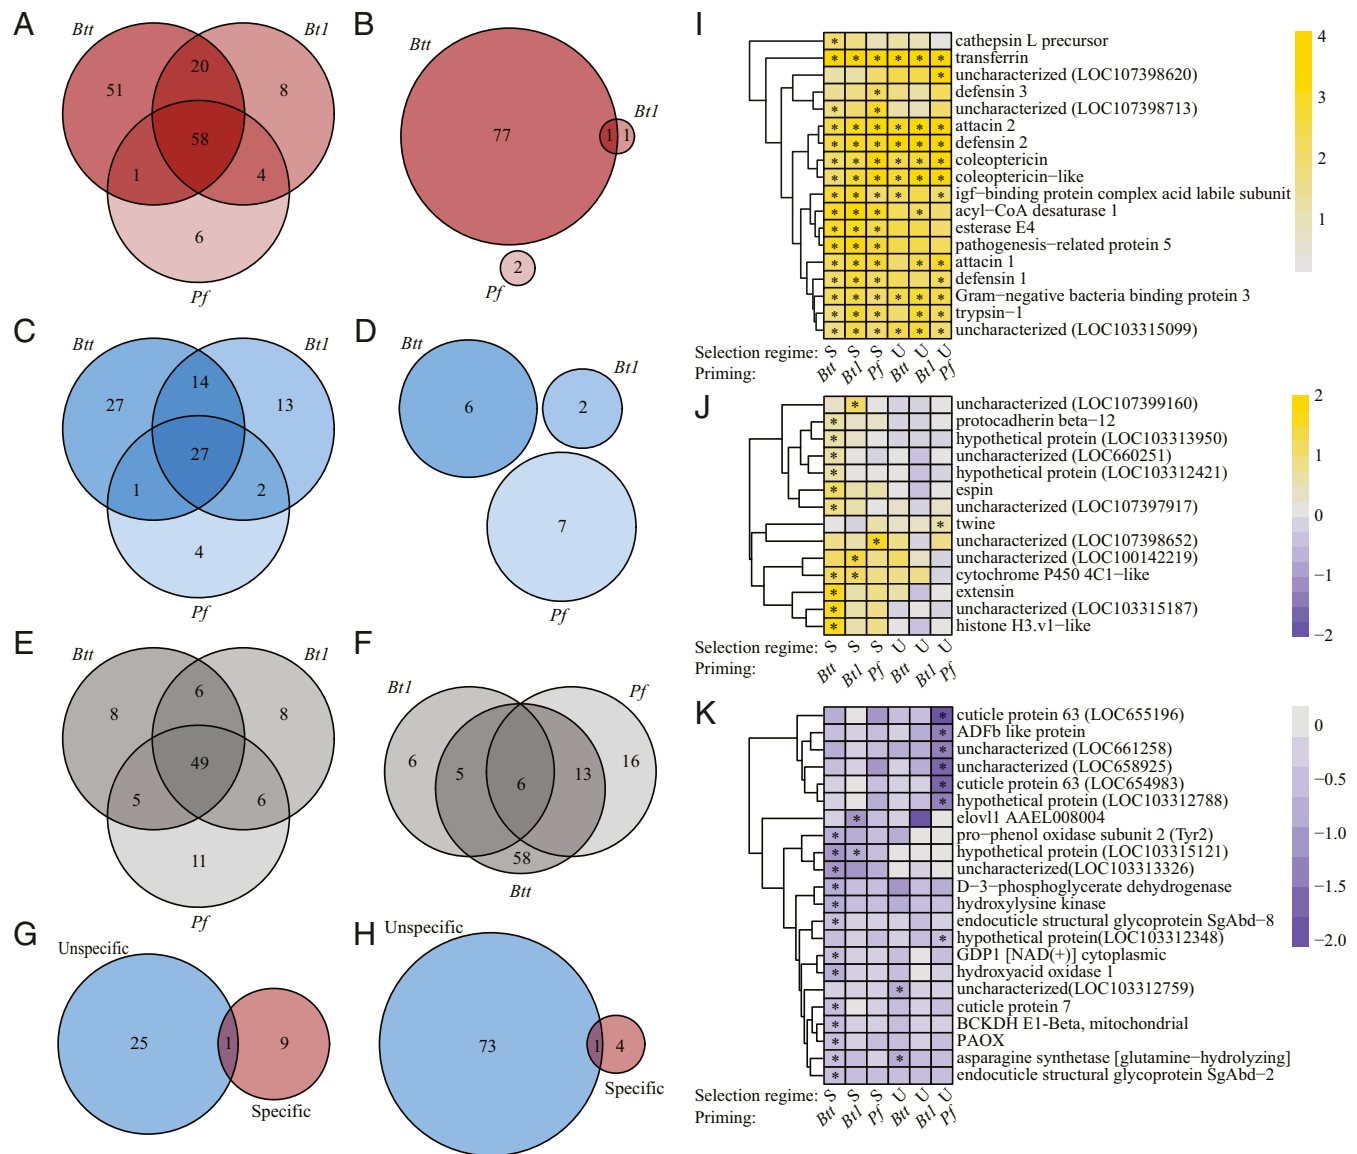 A
Btt
Bt1
20
51
8
58
1
4
6
Pf
B
Btt
Bt1
77
1
1
2
Pf
C
Btt
Bt1
14
27
13
27
1
2
4
Pf
D
Btt
Bt1
6
2
7
Pf
E
Btt
Bt1
6
8
8
49
5
6
11
Pf
F
Bt1
Pf
6
5
6
13
16
58
Btt
G
Unspecific
25
1
9
Specific
H
Unspecific
73
1
4
Specific
I
cathepsin L precursor
transferrin
uncharacterized (LOC107398620)
defensin 3
uncharacterized (LOC107398713)
attacin 2
defensin 2
coleoptericin
coleoptericin−like
igf−binding protein complex acid labile subunit
acyl−CoA desaturase 1
esterase E4
pathogenesis−related protein 5
attacin 1
defensin 1
Gram−negative bacteria binding protein 3
trypsin−1
uncharacterized (LOC103315099)
Selection regime: S S S U U U
Priming: Btt Bt1 Pf Btt Bt1 Pf
4
3
2
1
J
uncharacterized (LOC107399160)
protocadherin beta−12
hypothetical protein (LOC103313950)
uncharacterized (LOC660251)
hypothetical protein (LOC103312421)
espin
uncharacterized (LOC107397917)
twine
uncharacterized (LOC107398652)
uncharacterized (LOC100142219)
cytochrome P450 4C1−like
extensin
uncharacterized (LOC103315187)
histone H3.v1−like
Selection regime: S S S U U U
Priming: Btt Bt1 Pf Btt Bt1 Pf
2
1
0
−1
−2
K
cuticle protein 63 (LOC655196)
ADFb like protein
uncharacterized (LOC661258)
uncharacterized (LOC658925)
cuticle protein 63 (LOC654983)
hypothetical protein (LOC103312788)
elovl1 AAEL008004
pro−phenol oxidase subunit 2 (Tyr2)
hypothetical protein (LOC103315121)
uncharacterized(LOC103313326)
D−3−phosphoglycerate dehydrogenase
hydroxylysine kinase
endocuticle structural glycoprotein SgAbd−8
hypothetical protein(LOC103312348)
GDP1 [NAD(+)] cytoplasmic
hydroxyacid oxidase 1
uncharacterized(LOC103312759)
cuticle protein 7
BCKDH E1-Beta, mitochondrial
PAOX
asparagine synthetase [glutamine−hydrolyzing]
endocuticle structural glycoprotein SgAbd−2
Selection regime: S S S U U U
Priming: Btt Bt1 Pf Btt Bt1 Pf
0
−0.5
−1.0
−1.5
−2.0